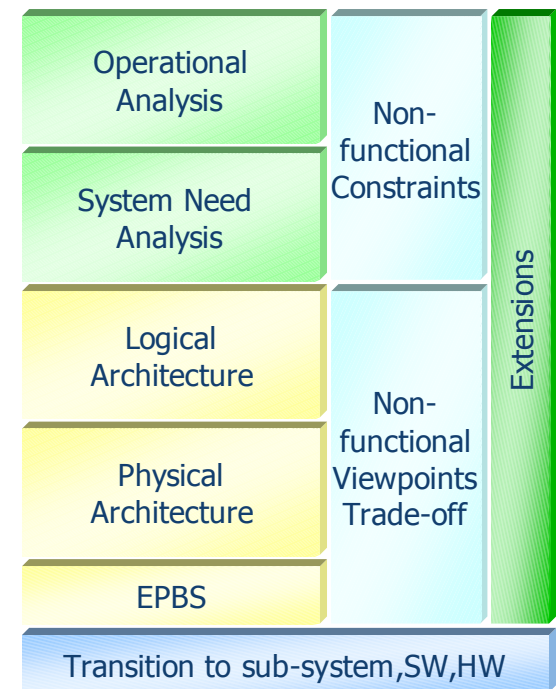 Operational
Analysis
System Need
Analysis
Logical
Architecture
Physical
Architecture
EPBS
Non-
functional
Constraints
Non-
functional
Viewpoints
Trade-off
Extensions
Transition to sub-system,SW,HW